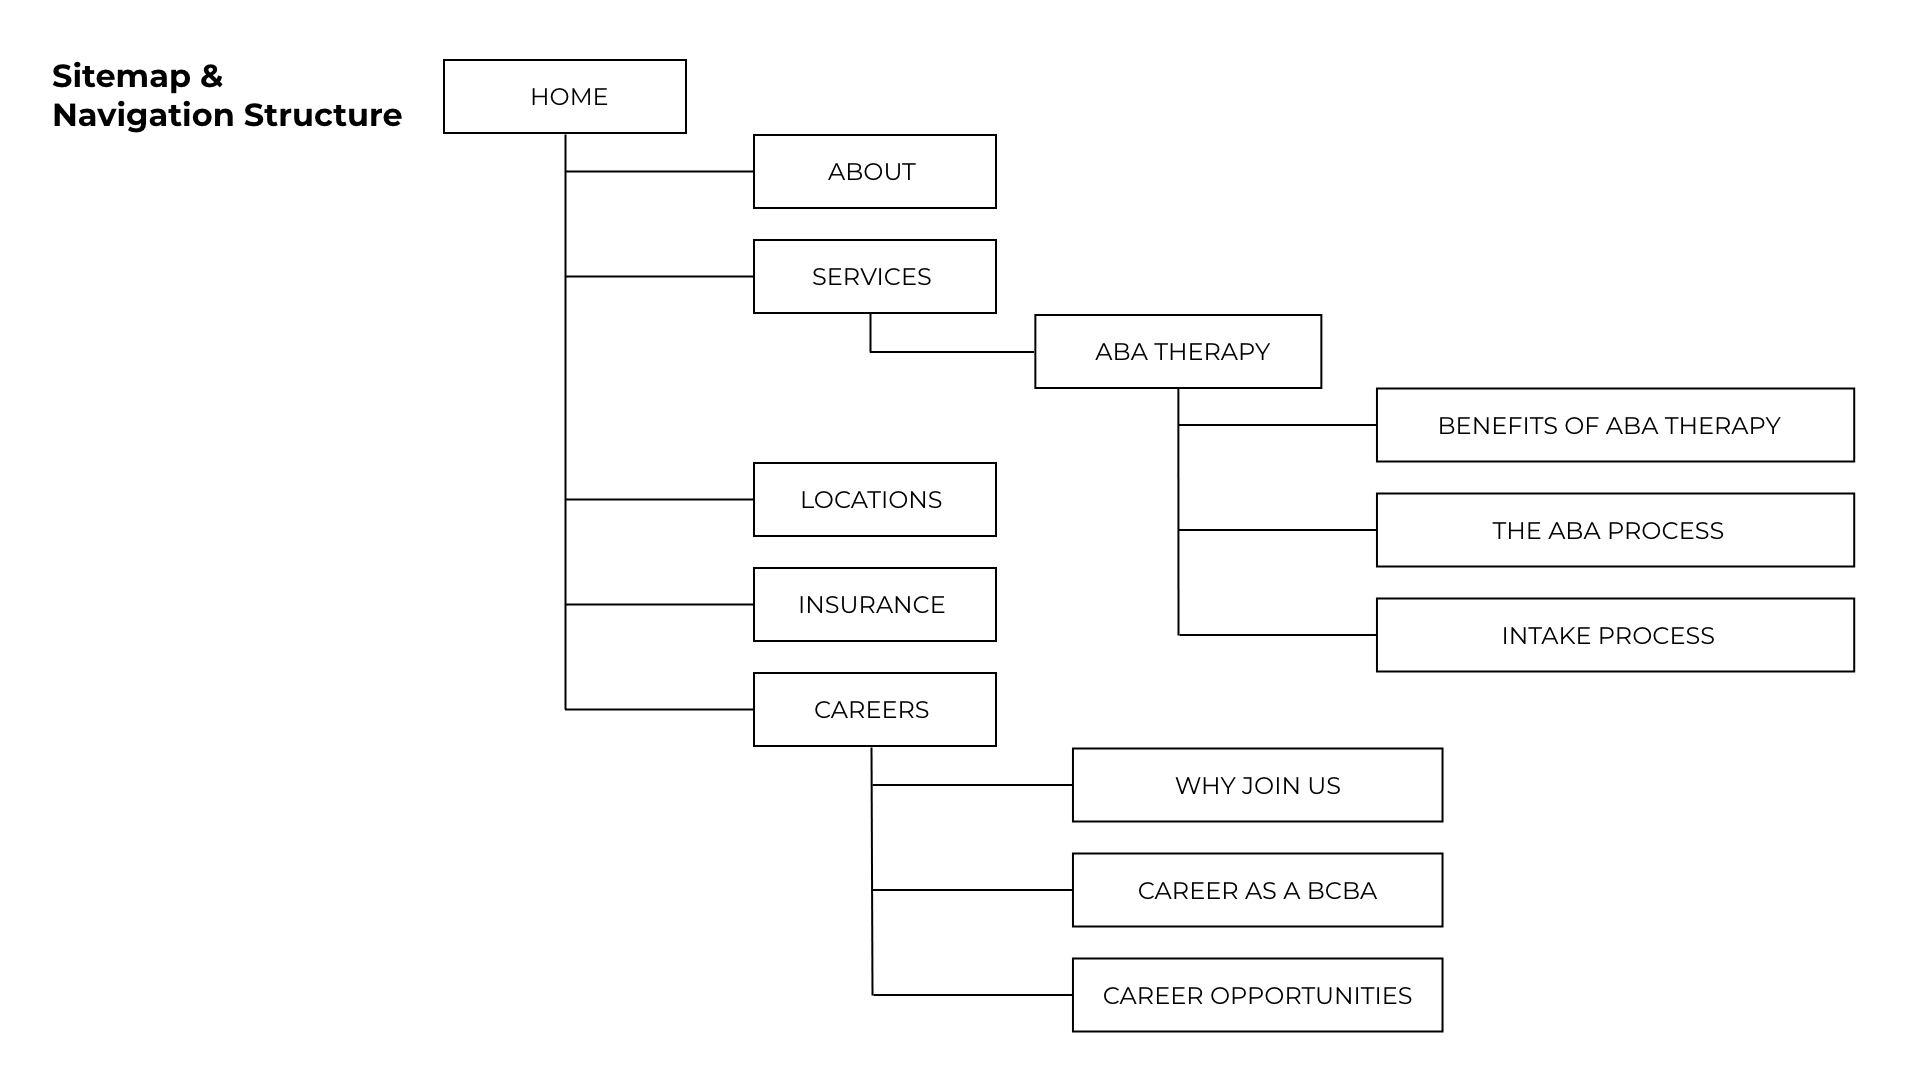 Sitemap &
Navigation Structure
HOME
ABOUT
SERVICES
ABA THERAPY
BENEFITS OF ABA THERAPY
THE ABA PROCESS
INTAKE PROCESS
LOCATIONS
INSURANCE
CAREERS
WHY JOIN US
CAREER AS A BCBA
CAREER OPPORTUNITIES